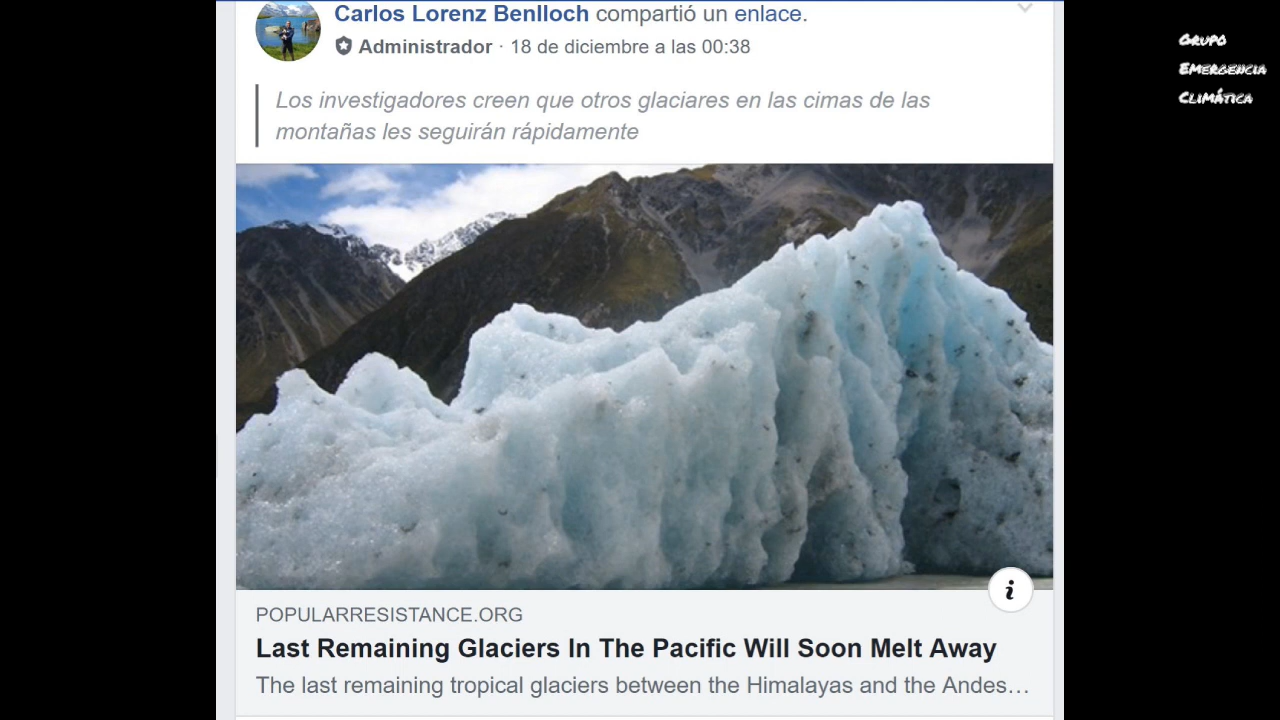 Carlos Lorenz Benlloch compartió un enlace.
Administrador · 18 de diciembre a las 00:38
Los investigadores creen que otros glaciares en las cimas de las
montañas les seguirán rápidamente
i
POPULARRESISTANCE.ORG
Last Remaining Glaciers In The Pacific Will Soon Melt Away
The last remaining tropical glaciers between the Himalayas and the Andes…
Grupo
Emergencia
Climática